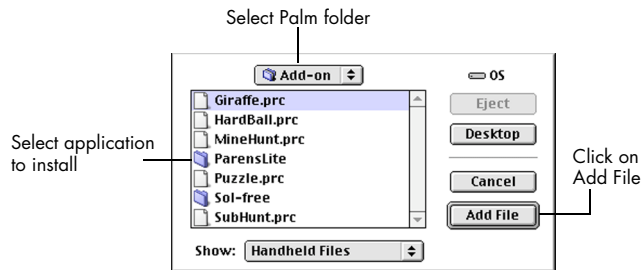 Select Palm folder
Add-on
OS
Giraffe.prc
HardBall.prc
MineHunt.prc
ParensLite
Puzzle.prc
Sol-free
SubHunt.prc
Eject
Desktop
Cancel
Add File
Select application
to install
Click on
Add File
Show: Handheld Files